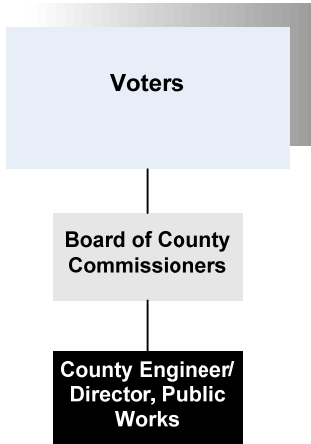 Voters
Board of County
Commissioners
County Engineer/
Director, Public
Works